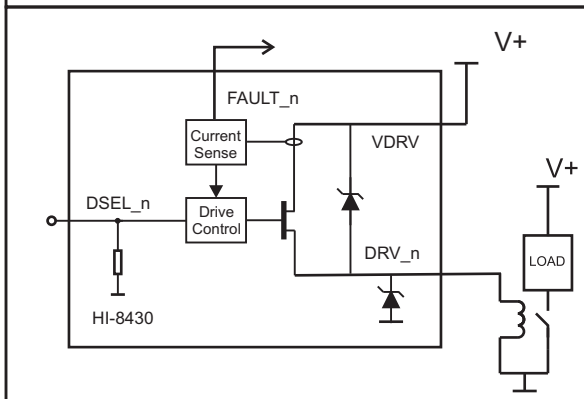 V+
FAULT_n
Current
Sense
VDRV
V+
DSEL_n
Drive
Control
DRV_n
LOAD
HI-8430